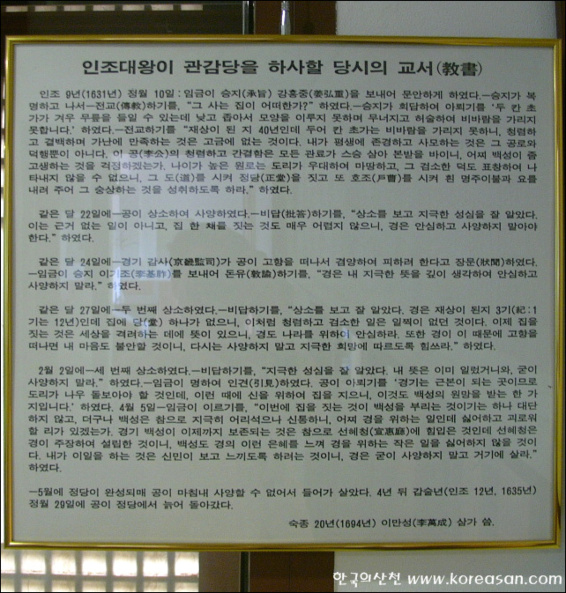 인조대왕이 관감당을 하사할 당시의 교서(敎書)
인조 9년(1631년) 정월 10일:임금이 승지(承旨) 강홍중(姜弘重)을 보내어 문안하게 하였다.—승지가 복
명하고 나서—전교(傳敎)하기를, “그 사는 집이 어떠한가?” 하였다.—승지가 회답하여 아뢰기를 ‘두 칸 초
가가 겨우 무릎을 들일 수 있는데 낮고 좁아서 모양을 이루지 못하며 무너지고 허술하여 비바람을 가리지
못합니다.’ 하였다.—전교하기를 “재상이 된 지 40년인데 두어 칸 초가는 비바람을 가리지 못하니, 청렴하
고 결백하며 가난에 만족하는 것은 고금에 없는 것이다. 내가 평생에 존경하고 사모하는 것은 그 공로와
덕행뿐이 아니다. 이 공(李公)의 청렴하고 간결함은 모든 관료가 스승 삼아 본받을 바이니, 어찌 백성이 곤
고생하는 것을 걱정하겠는가, 나이가 높은 원로는 도리가 우대하여 마땅하고, 그 검소한 덕도 표창하여 나
타내지 않을 수 없으니, 그 도(道)를 시켜 정당(正堂)을 짓고 또 호조(戶曹)를 시켜 흰 명주이불과 요를
내려 주어 그 숭상하는 것을 성취하도록 하라.” 하였다.
같은 달 22일에—공이 상소하여 사양하였다.—비답(批答)하기를, “상소를 보고 지극한 성심을 잘 알았다.
이는 근거 없는 일이 아니고, 집 한 채를 짓는 것도 매우 어렵지 않으니, 경은 안심하고 사양하지 말아야
한다.” 하였다.
같은 달 24일에—경기 감사(京畿監司)가 공이 고향을 떠나서 겸양하여 피하려 한다고 장문(狀聞)하였다.
—임금이 승지 이기조(李基祚)를 보내어 돈유(敦諭)하기를, “경은 내 지극한 뜻을 깊이 생각하여 안심하고
사양하지 말라.” 하였다.
같은 달 27일에—두 번째 상소하였다.—비답하기를, “상소를 보고 잘 알았다. 경은 재상이 된지 3기(紀:1
기는 12년)인데 집에 당(堂) 하나가 없으니, 이처럼 청렴하고 검소한 일은 일찍이 없던 것이다. 이제 집을
짓는 것은 세상을 격려하는 데에 뜻이 있으니, 경도 나라를 위하여 안심하라. 또한 경이 이 때문에 고향을
떠나면 내 마음도 불안할 것이니, 다시는 사양하지 말고 지극한 희망에 따르도록 힘쓰라.” 하였다.
2월 2일에—세 번째 상소하였다.—비답하기를, “지극한 성심을 잘 알았다. 내 뜻은 이미 일렀거니와, 굳이
사양하지 말라.” 하였다.—임금이 명하여 인견(引見)하였다. 공이 아뢰기를 ‘경기는 근본이 되는 곳이므로
도리가 나우 돌보아야 할 것인데, 이런 때에 신을 위하여 집을 지으니, 이것도 백성의 원망을 받는 한 가
지입니다.’ 하였다. 4월 5일—임금이 이르기를, “이번에 집을 짓는 것이 백성을 부리는 것이기는 하나 대단
하지 않고, 더구나 백성은 참으로 지극히 어리석으나 신통하니, 어찌 경을 위하는 일인데 싫어하고 괴로워
할 리가 있겠는가. 경기 백성이 이제까지 보존되는 것은 참으로 선혜청(宣惠廳)에 힘입은 것인데 선혜청은
경이 주장하여 설립한 것이니, 백성도 경의 이런 은혜를 느껴 경을 위하는 작은 일을 싫어하지 않을 것이
다. 내가 이일을 하는 것은 신민이 보고 느끼도록 하려는 것이니, 경은 굳이 사양하지 말고 거기에 살라.”
하였다.
—5월에 정당이 완성되매 공이 마침내 사양할 수 없어서 들어가 살았다. 4년 뒤 갑술년(인조 12년, 1635년)
정월 29일에 공이 정당에서 늙어 돌아갔다.
숙종 20년(1694년) 이만성(李萬成) 삼가 씀.
한국의산천 www.koreasan.com